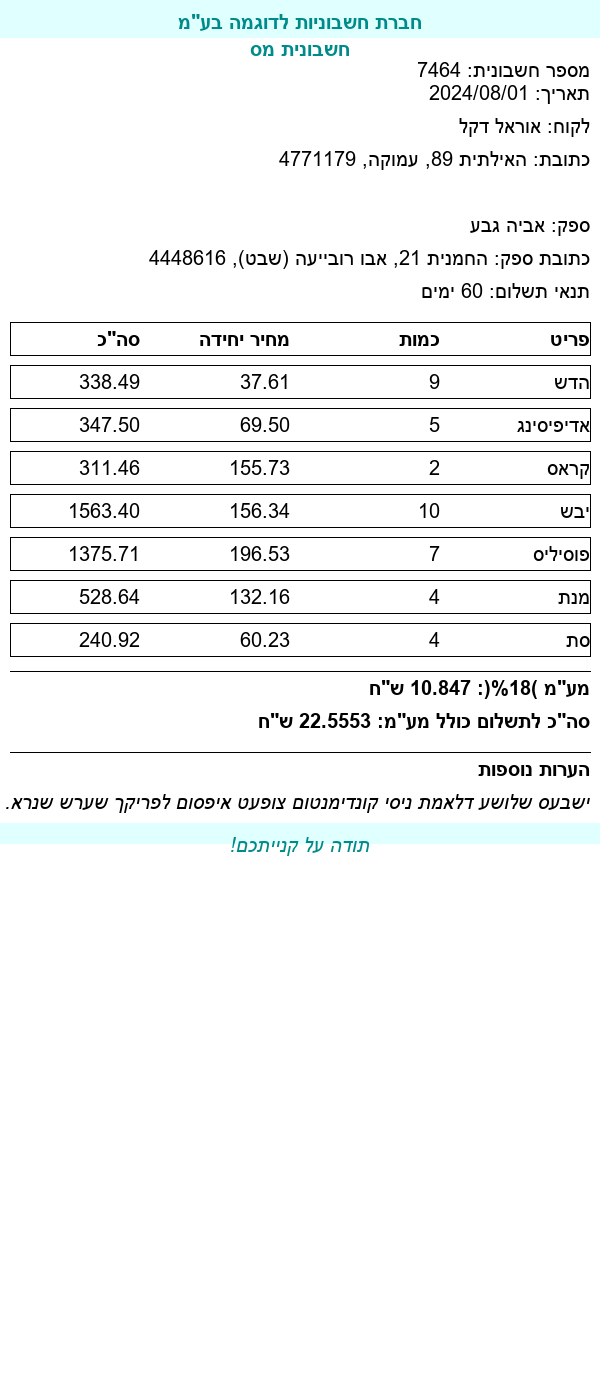 חברת חשבוניות לדוגמה בע"מ
חשבונית מס
מספר חשבונית: 7464
תאריך: 2024/08/01
לקוח: אוראל דקל
כתובת: האילתית 89, עמוקה, 4771179
ספק: אביה גבע
כתובת ספק: החמנית 21, אבו רובייעה (שבט), 4448616
תנאי תשלום: 60 ימים
פריט כמות מחיר יחידה סה"כ
הדש 9 37.61 338.49
אדיפיסינג 5 69.50 347.50
קראס 2 155.73 311.46
יבש 10 156.34 1563.40
פוסיליס 7 196.53 1375.71
מנת 4 132.16 528.64
סת 4 60.23 240.92
מע"מ )18%(: 10.847 ש"ח
סה"כ לתשלום כולל מע"מ: 22.5553 ש"ח
הערות נוספות
ישבעס שלושע דלאמת ניסי קונדימנטום צופעט איפסום לפריקך שערש שנרא.
תודה על קנייתכם!